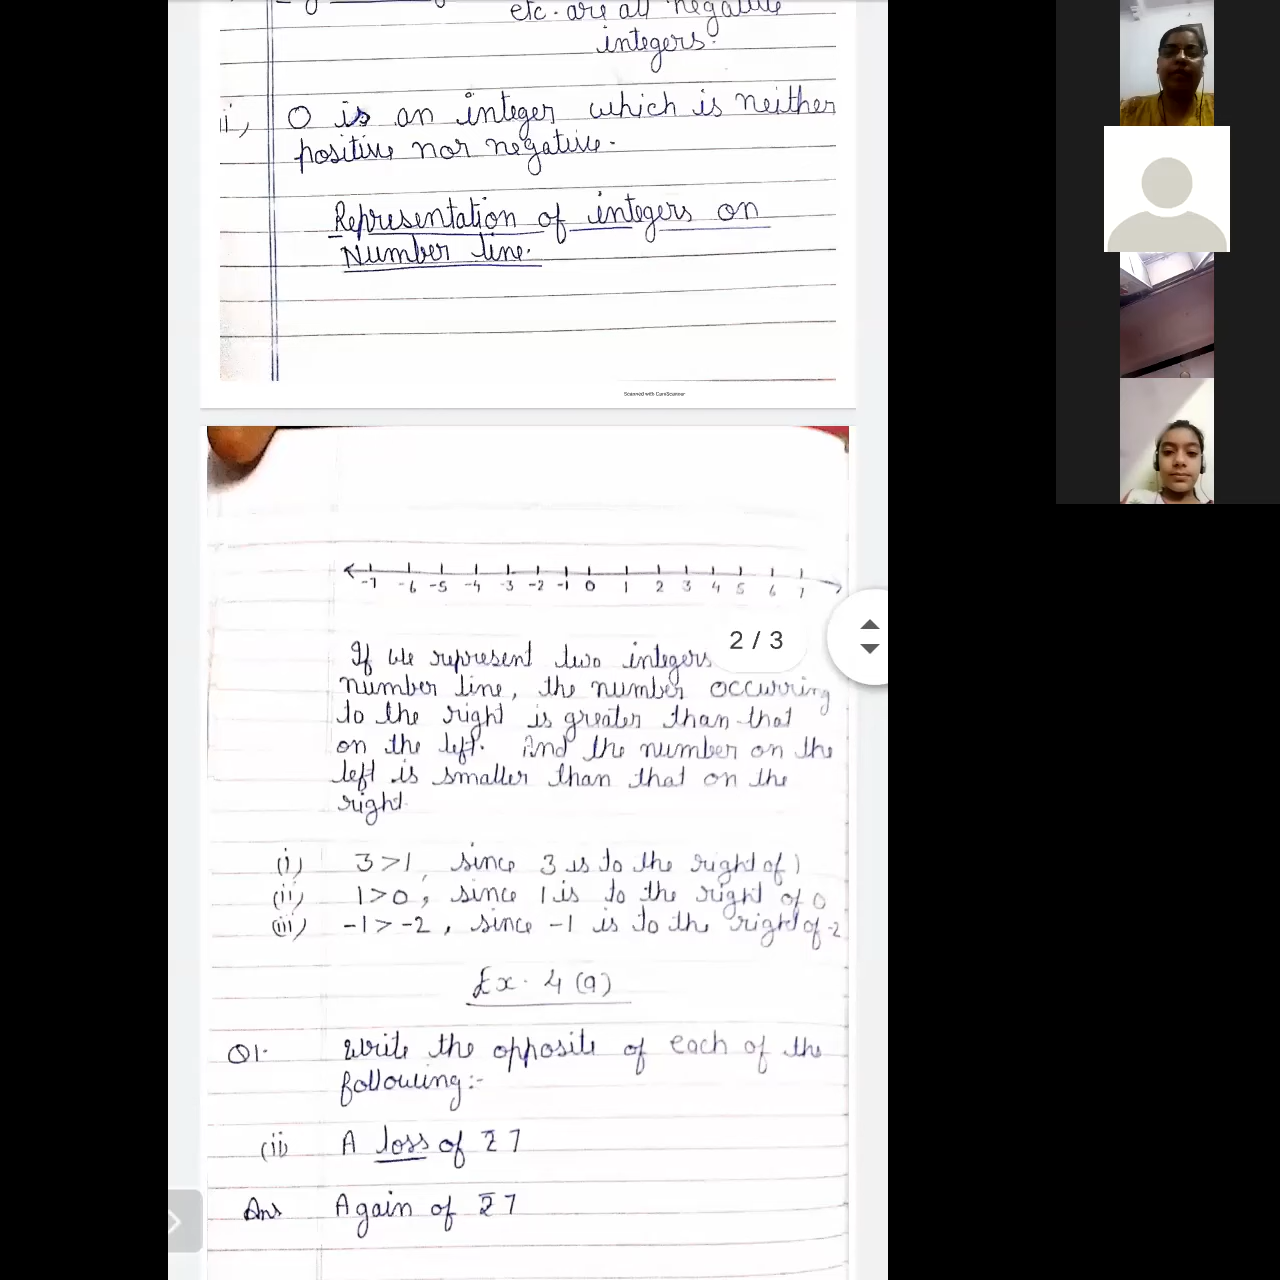 etc. are all negative
integers.
ii, 0 is an integer which is neither
positive nor negative.
Representation of integers on
Number line.
Scanned with CamScanner
-7 -6 -5 -4 -3 -2 -1 0 1 2 3 4 5 6 7
2 / 3
If we represent two integers
number line, the number occurring
to the right is greater than that
on the left. And the number on the
left is smaller than that on the
right.
(i) 3 > 1, since 3 is to the right of 1
(ii) 1 > 0, since 1 is to the right of 0
(iii) -1 > -2, since -1 is to the right of -2
Ex. 4 (a)
Q1. Write the opposite of each of the
following:-
(ii) A loss of ₹ 7
Ans A gain of ₹ 7